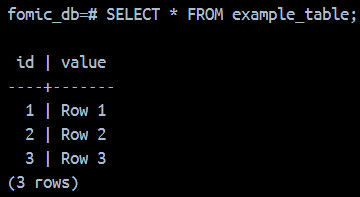 fomic_db=# SELECT * FROM example_table;
 id | value
----+-------
  1 | Row 1
  2 | Row 2
  3 | Row 3
(3 rows)